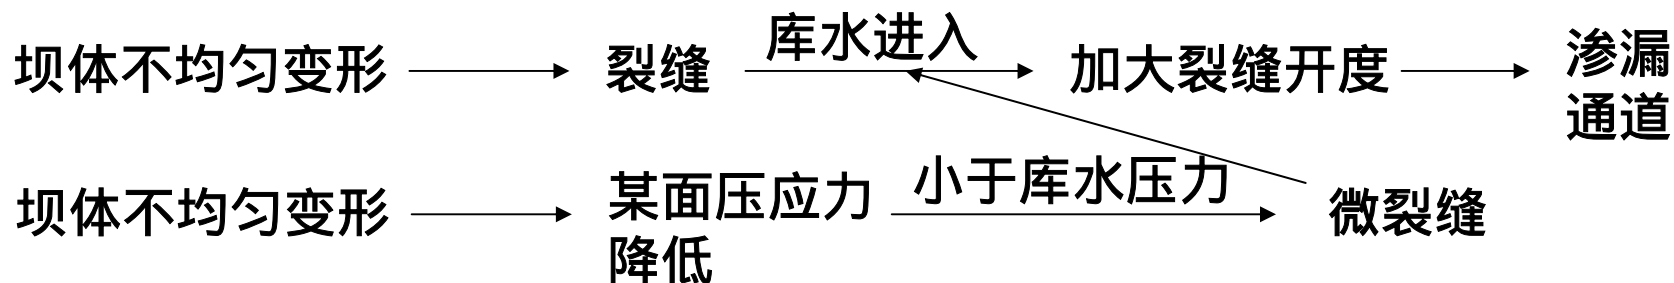 坝体不均匀变形
裂缝
库水进入
加大裂缝开度
渗漏
通道
坝体不均匀变形
某面压应力
降低
小于库水压力
微裂缝